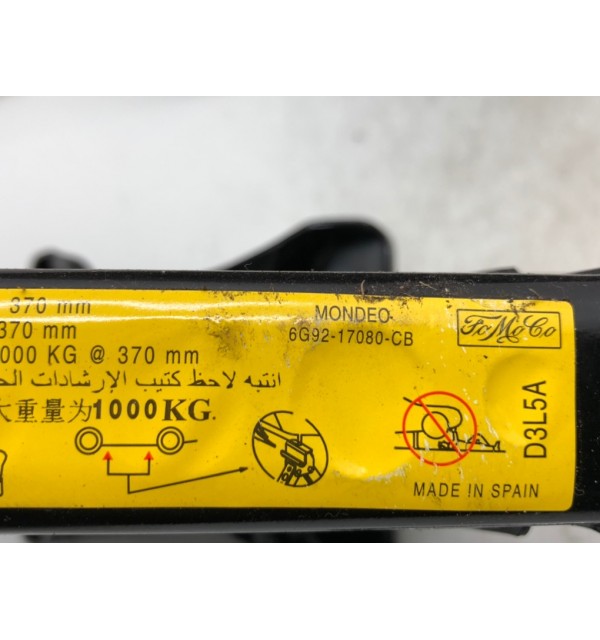 370 mm
370 mm
000 KG @ 370 mm
انتبه لاحظ كتيب الإرشادات
大重量为1000KG.
MONDEO
6G92-17080-CB
FoMoCo
D3L5A
MADE IN SPAIN